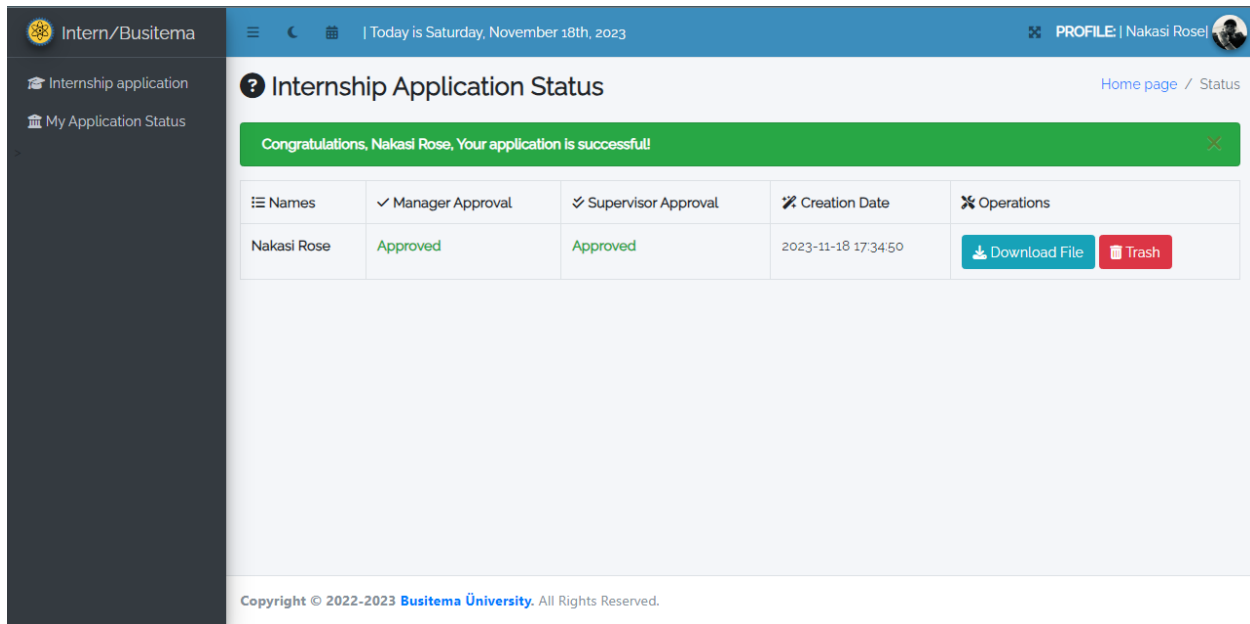 Intern/Busitema
| Today is Saturday, November 18th, 2023
PROFILE: | Nakasi Rose|
Internship application
My Application Status
>
Internship Application Status
Home page / Status
Congratulations, Nakasi Rose, Your application is successful!
Names Manager Approval Supervisor Approval Creation Date Operations
Nakasi Rose Approved Approved 2023-11-18 17:34:50 Download File Trash
Copyright © 2022-2023 Busitema Üniversity. All Rights Reserved.